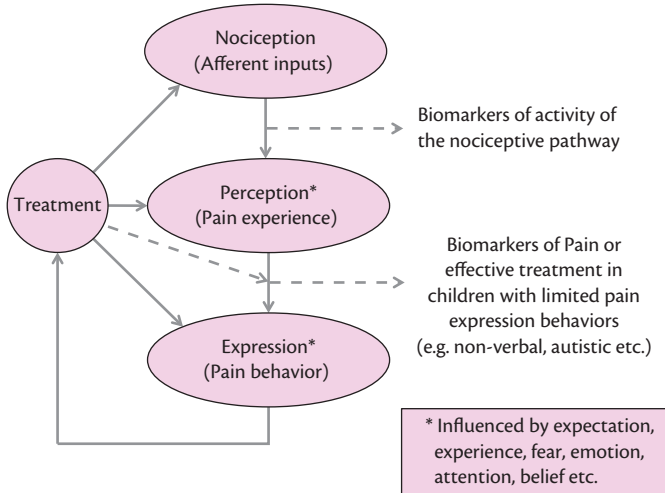 Nociception
(Afferent inputs)
Biomarkers of activity of
the nociceptive pathway
Treatment
Perception*
(Pain experience)
Biomarkers of Pain or
effective treatment in
children with limited pain
expression behaviors
(e.g. non-verbal, autistic etc.)
Expression*
(Pain behavior)
* Influenced by expectation,
experience, fear, emotion,
attention, belief etc.